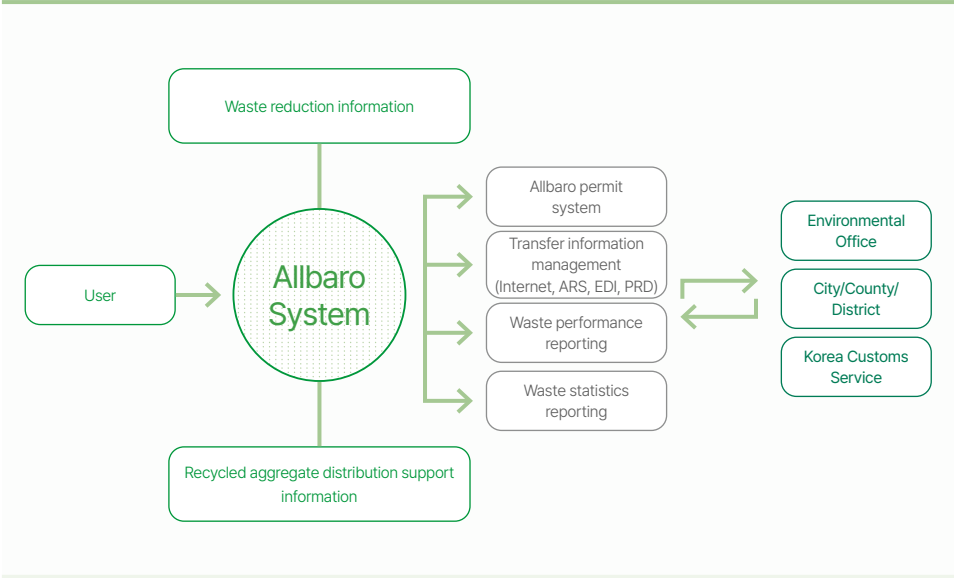 Waste reduction information
User
Allbaro
System
Recycled aggregate distribution support
information
Allbaro permit
system
Transfer information
management
(Internet, ARS, EDI, PRD)
Waste performance
reporting
Waste statistics
reporting
Environmental
Office
City/County/
District
Korea Customs
Service